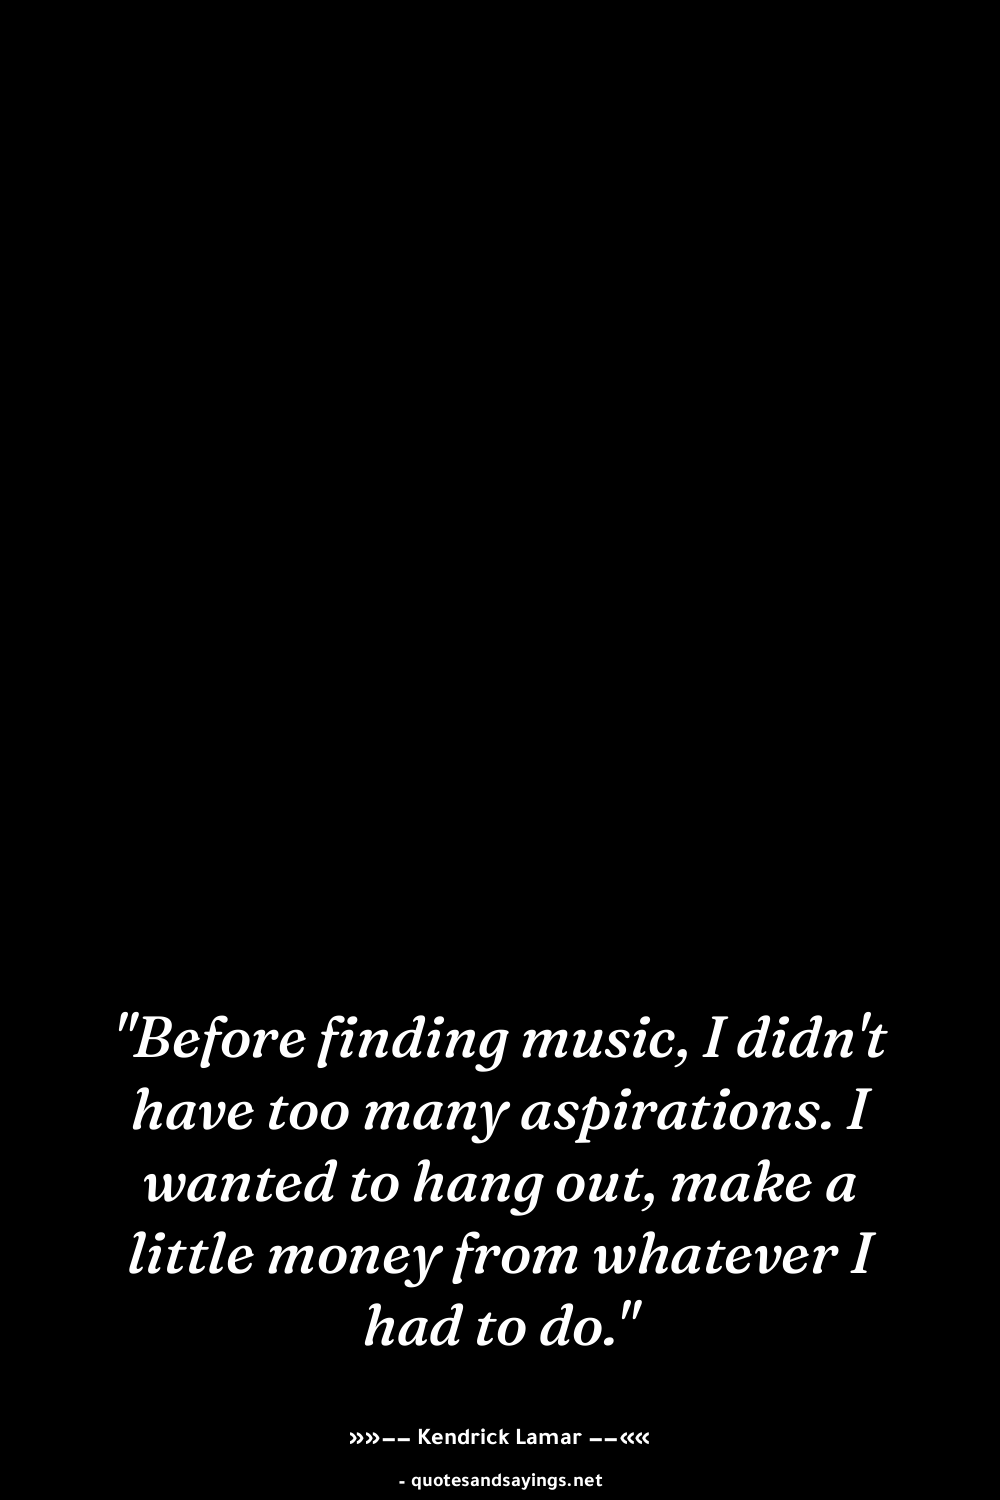 "Before finding music, I didn't
have too many aspirations. I
wanted to hang out, make a
little money from whatever I
had to do."
»»–– Kendrick Lamar ––««
- quotesandsayings.net